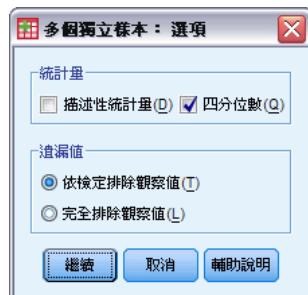 多個獨立樣本： 選項
統計量
描述性統計量(D) 四分位數(Q)
遺漏值
依檢定排除觀察值(T)
完全排除觀察值(L)
繼續 取消 輔助說明